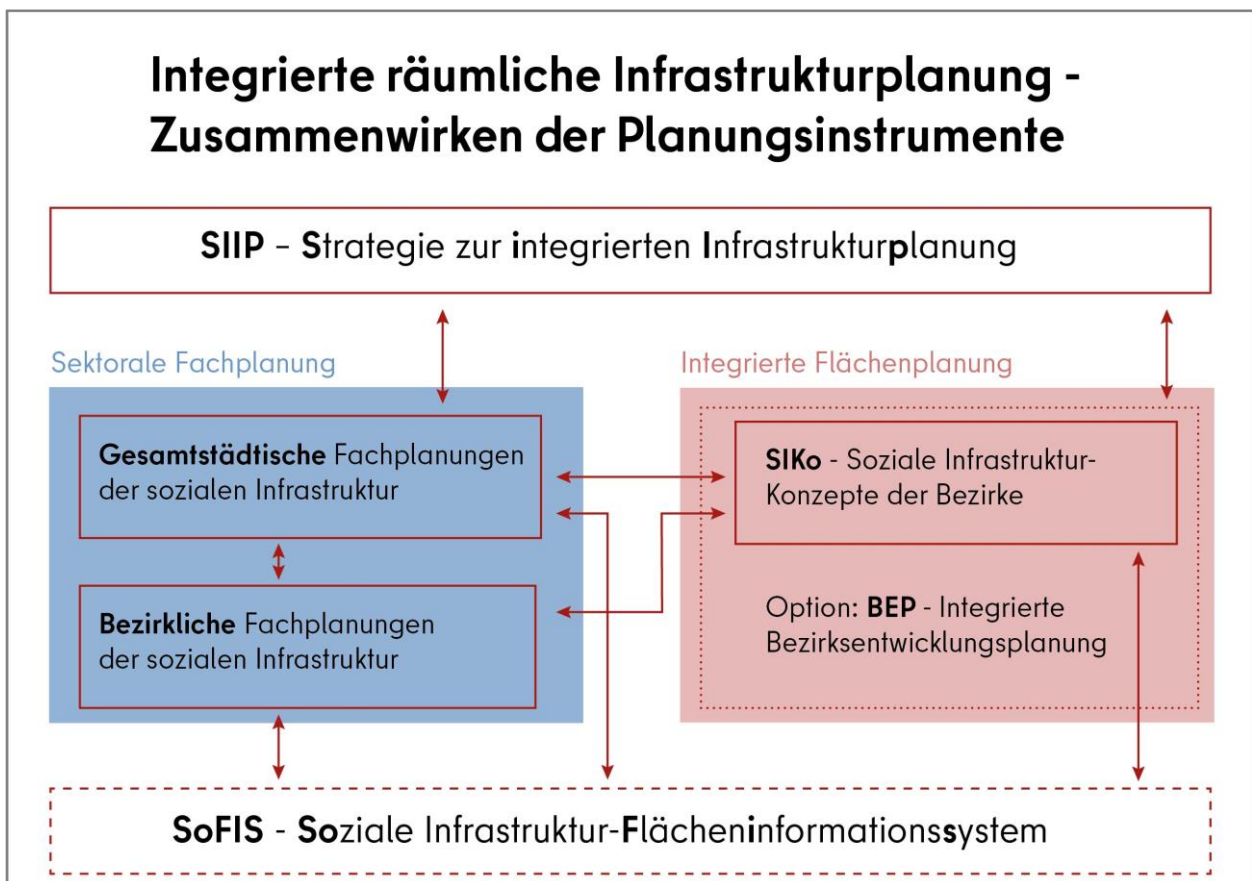 Integrierte räumliche Infrastrukturplanung -
Zusammenwirken der Planungsinstrumente
SIIP – Strategie zur integrierten Infrastrukturplanung
Sektorale Fachplanung
Gesamtstädtische Fachplanungen
der sozialen Infrastruktur
Bezirkliche Fachplanungen
der sozialen Infrastruktur
Integrierte Flächenplanung
SIKo - Soziale Infrastruktur-
Konzepte der Bezirke
Option: BEP - Integrierte
Bezirksentwicklungsplanung
SoFIS - Soziale Infrastruktur-Flächeninformationssystem